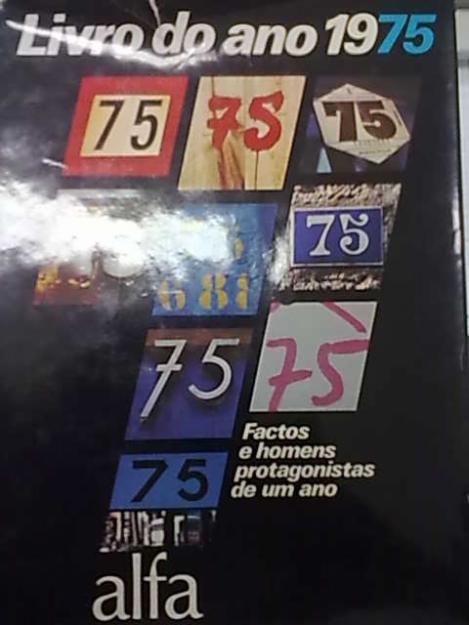 Livro do ano 1975
75
75
75
75
75
75
Factos
e homens
protagonistas
de um ano
75
alfa